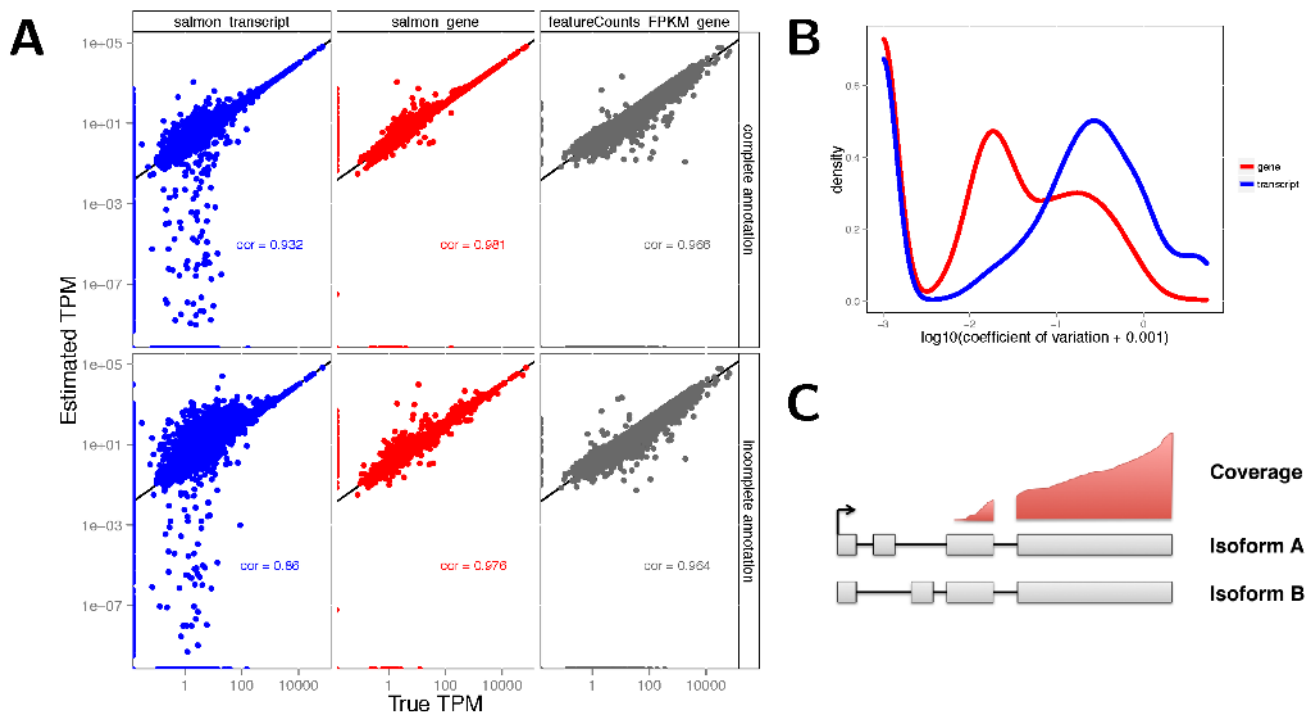 A
salmon_transcript
salmon_gene
featureCounts_FPKM_gene
1e+05
1e+01
1e−03
1e−07
cor = 0.932
cor = 0.981
cor = 0.966
complete annotation
1e+05
1e+01
1e−03
1e−07
cor = 0.86
cor = 0.976
cor = 0.964
incomplete annotation
1
100
10000
1
100
10000
1
100
10000
Estimated TPM
True TPM
B
0.4
0.2
0.0
density
−3
−2
−1
0
log10(coefficient of variation + 0.001)
gene
transcript
C
Coverage
Isoform A
Isoform B